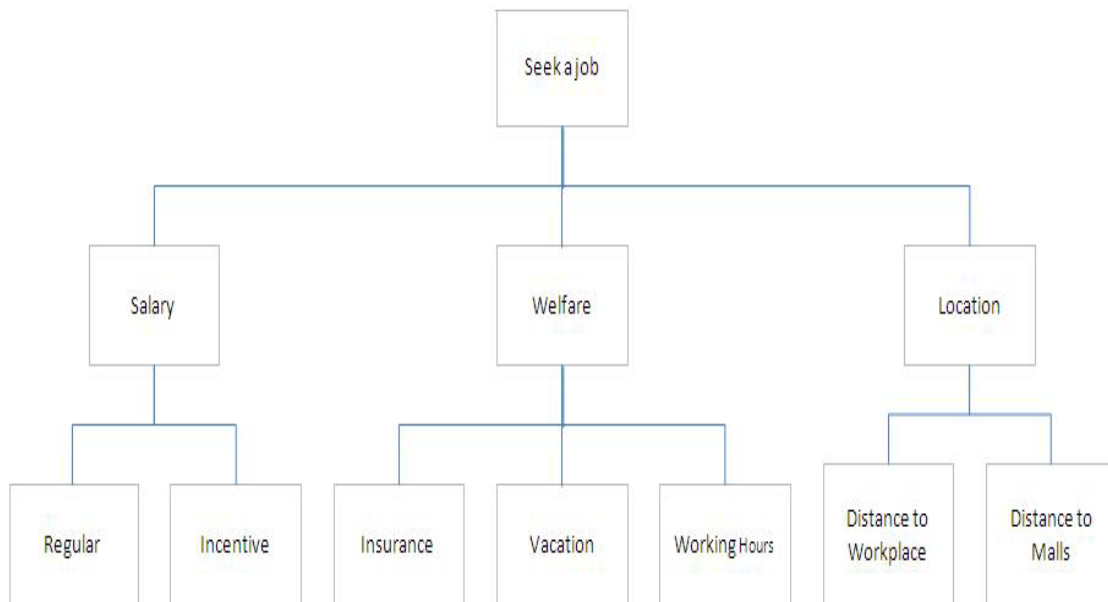 Seek a job
Salary
Welfare
Location
Regular
Incentive
Insurance
Vacation
Working Hours
Distance to
Workplace
Distance to
Malls